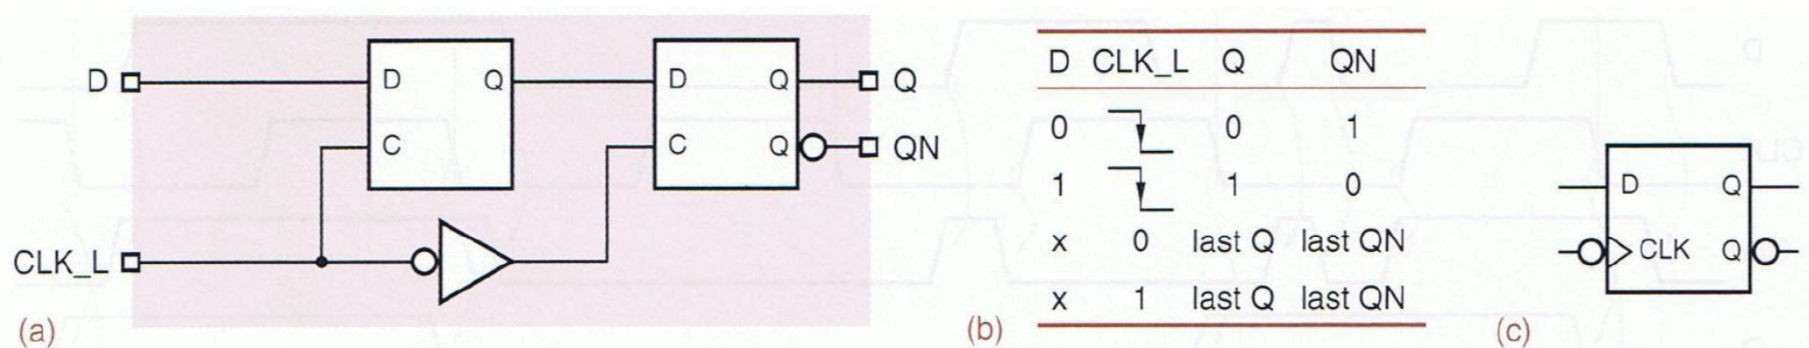 D
D Q
C
D Q
C Q
Q
QN
CLK_L
(a)
D CLK_L Q QN
0 0 1
1 1 0
x 0 last Q last QN
x 1 last Q last QN
(b)
D Q
CLK Q
(c)